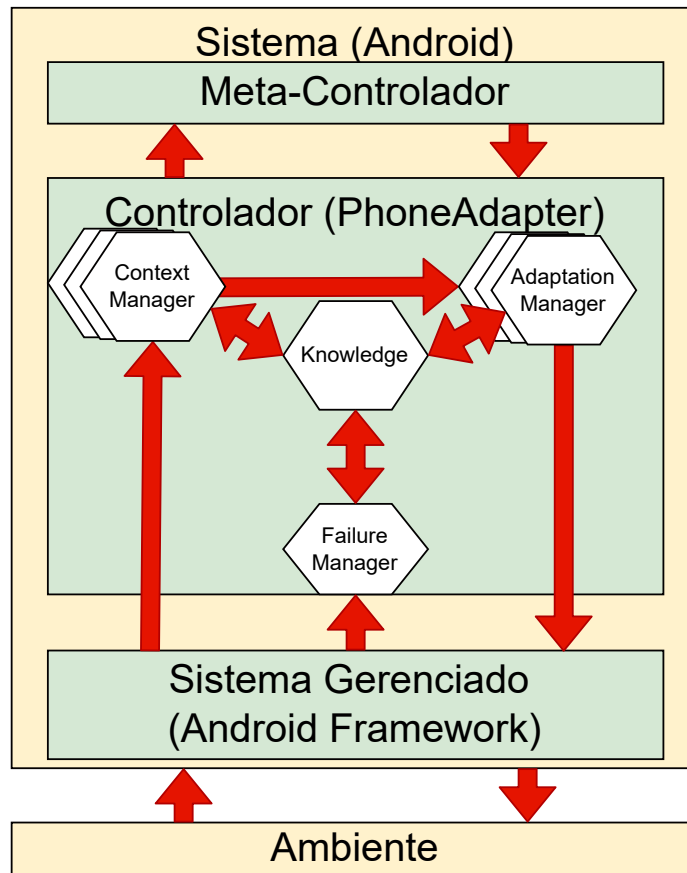 Sistema (Android)
Meta-Controlador
Controlador (PhoneAdapter)
Context
Manager
Adaptation
Manager
Knowledge
Failure
Manager
Sistema Gerenciado
(Android Framework)
Ambiente